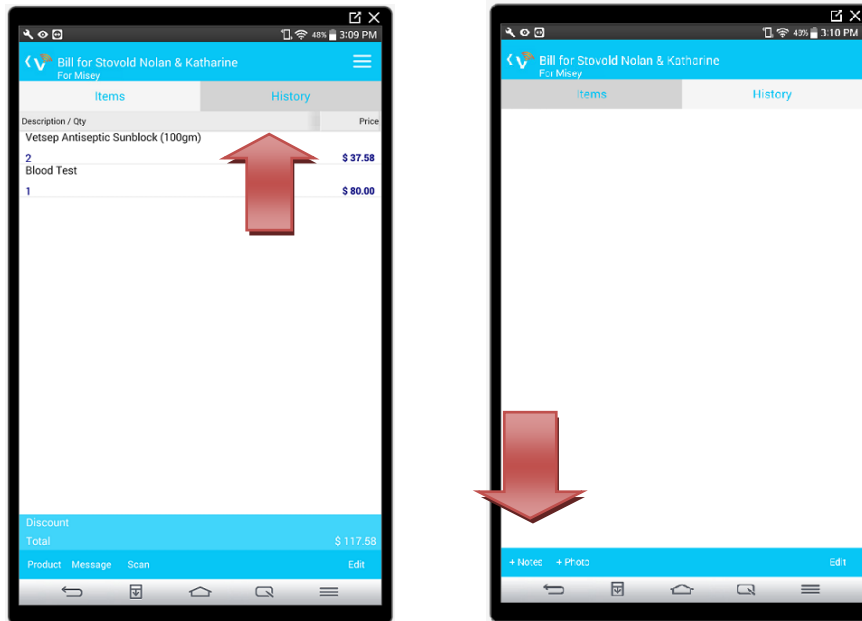 48% 3:09 PM
Bill for Stovold Nolan & Katharine
For Misey
Items History
Description / Qty Price
Vetsep Antiseptic Sunblock (100gm)
2 $ 37.58
Blood Test
1 $ 80.00
Discount
Total $ 117.58
Product Message Scan Edit
3:10 PM
Bill for Stovold Nolan & Katharine
For Misey
Items History
+ Notes + Photo Edit